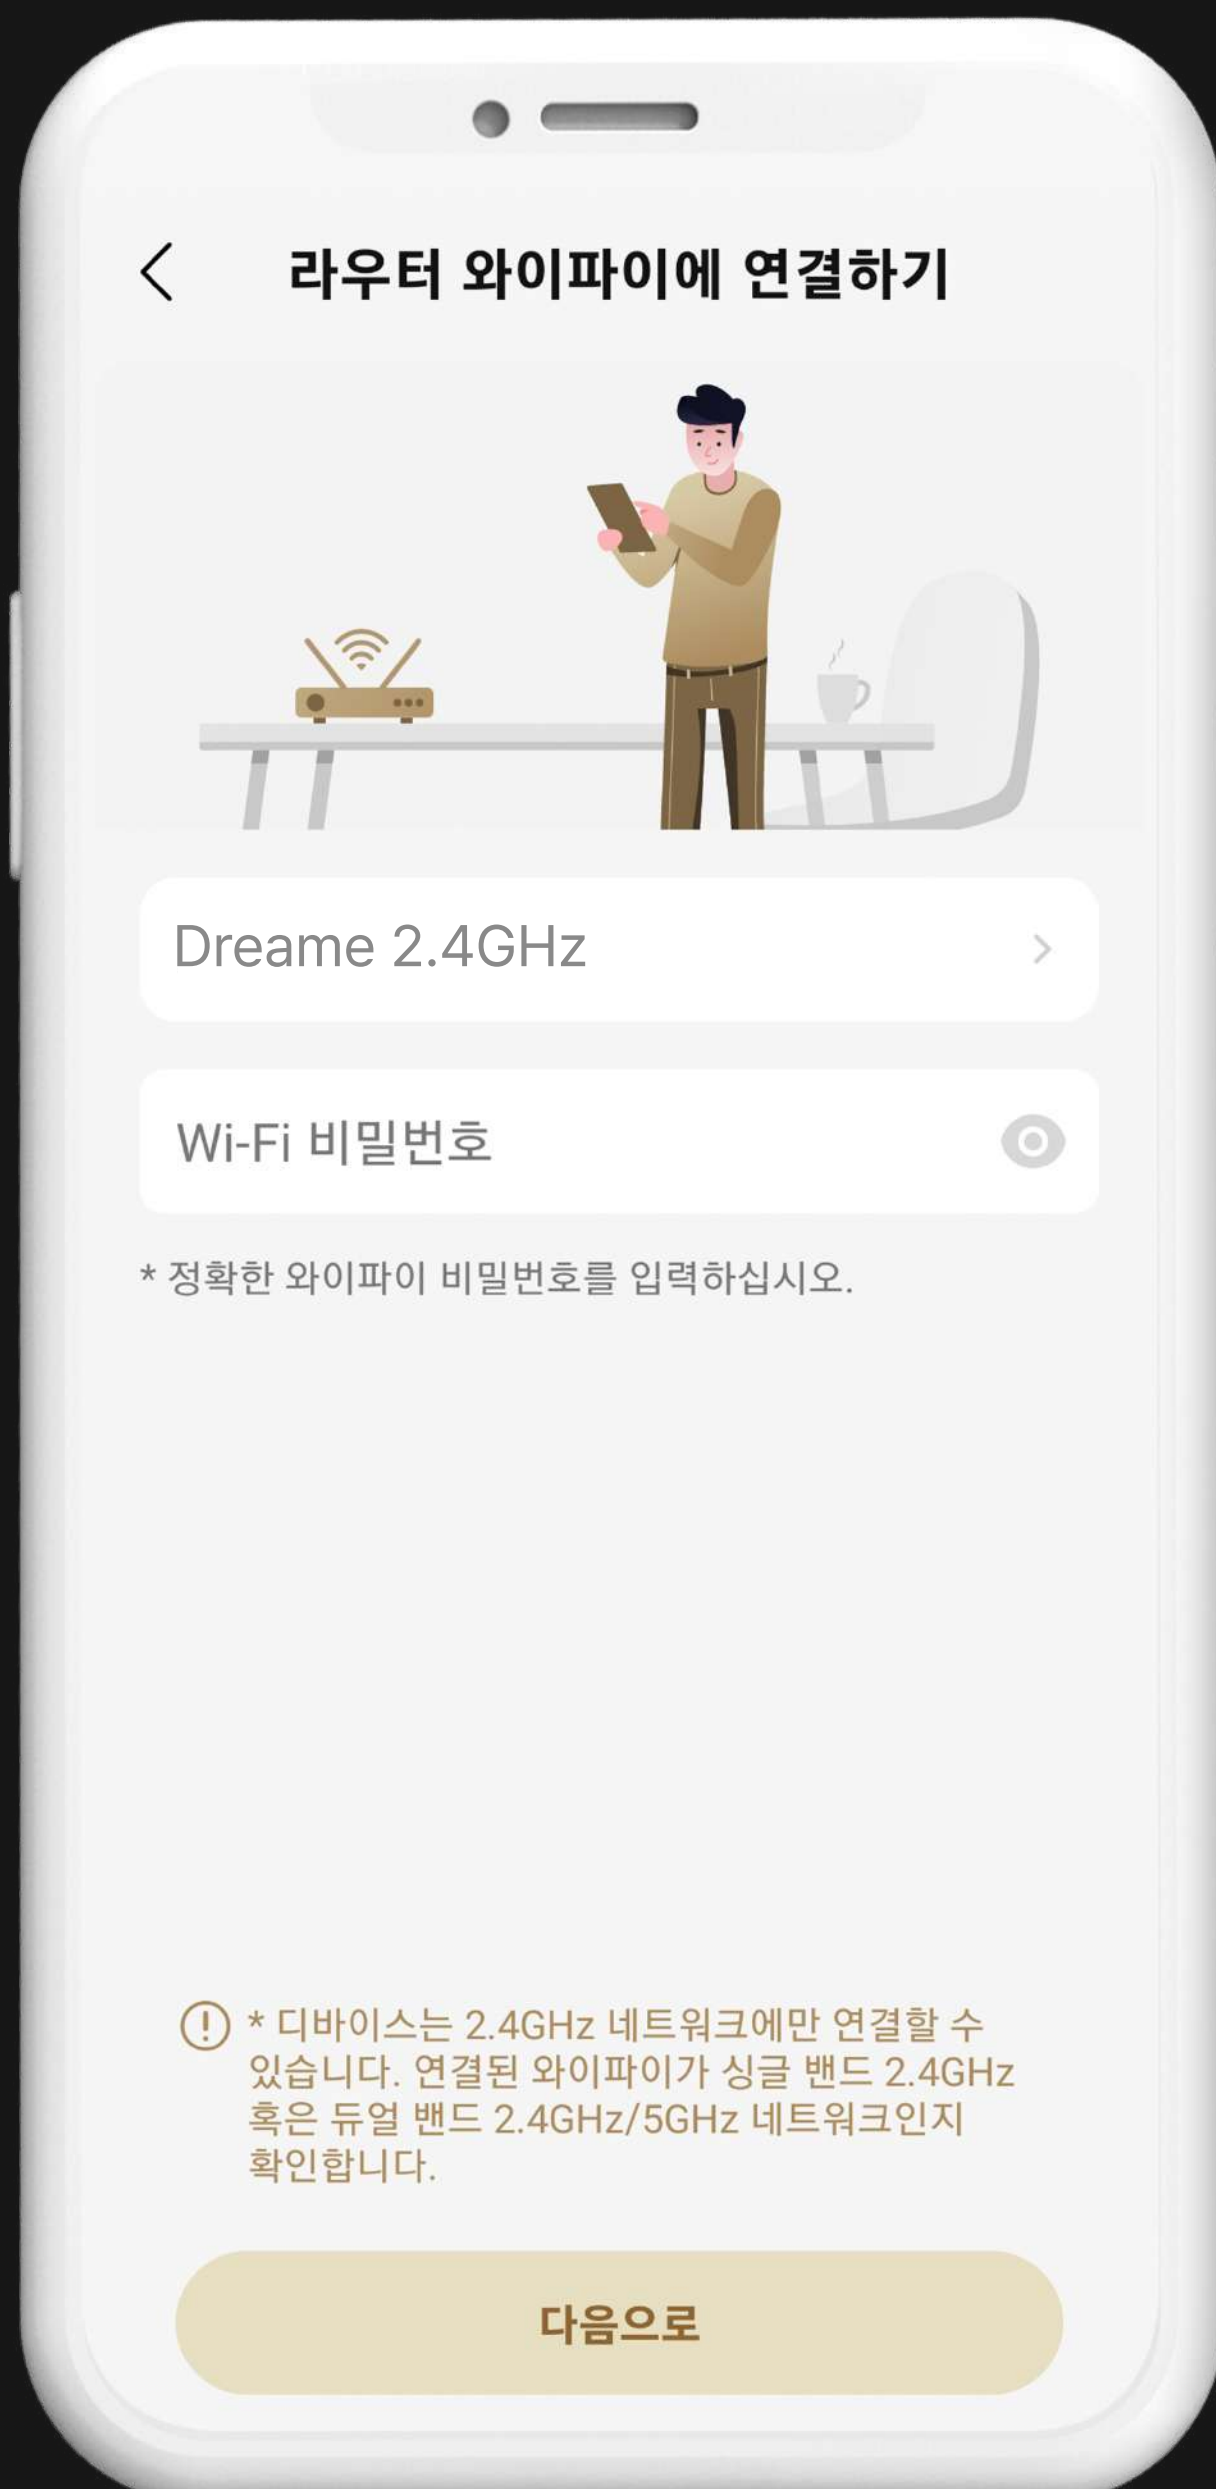 라우터 와이파이에 연결하기
Dreame 2.4GHz
Wi-Fi 비밀번호
* 정확한 와이파이 비밀번호를 입력하십시오.
* 디바이스는 2.4GHz 네트워크에만 연결할 수
있습니다. 연결된 와이파이가 싱글 밴드 2.4GHz
혹은 듀얼 밴드 2.4GHz/5GHz 네트워크인지
확인합니다.
다음으로